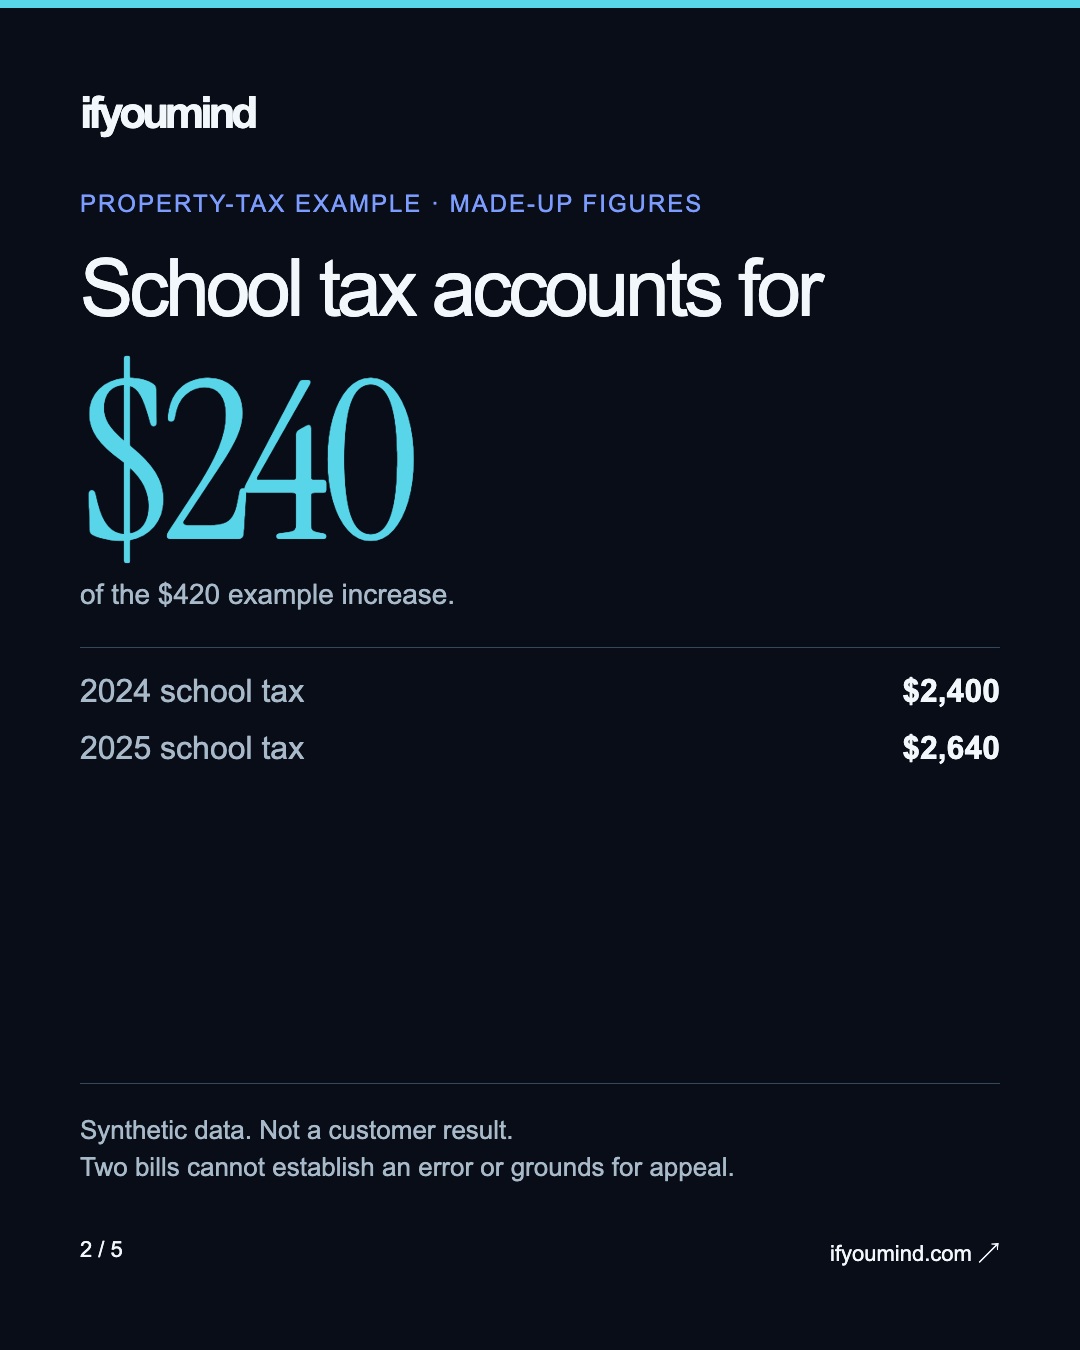 ifyoumind
PROPERTY-TAX EXAMPLE · MADE-UP FIGURES
School tax accounts for
$240
of the $420 example increase.
2024 school tax $2,400
2025 school tax $2,640
Synthetic data. Not a customer result.
Two bills cannot establish an error or grounds for appeal.
2 / 5 ifyoumind.com ↗